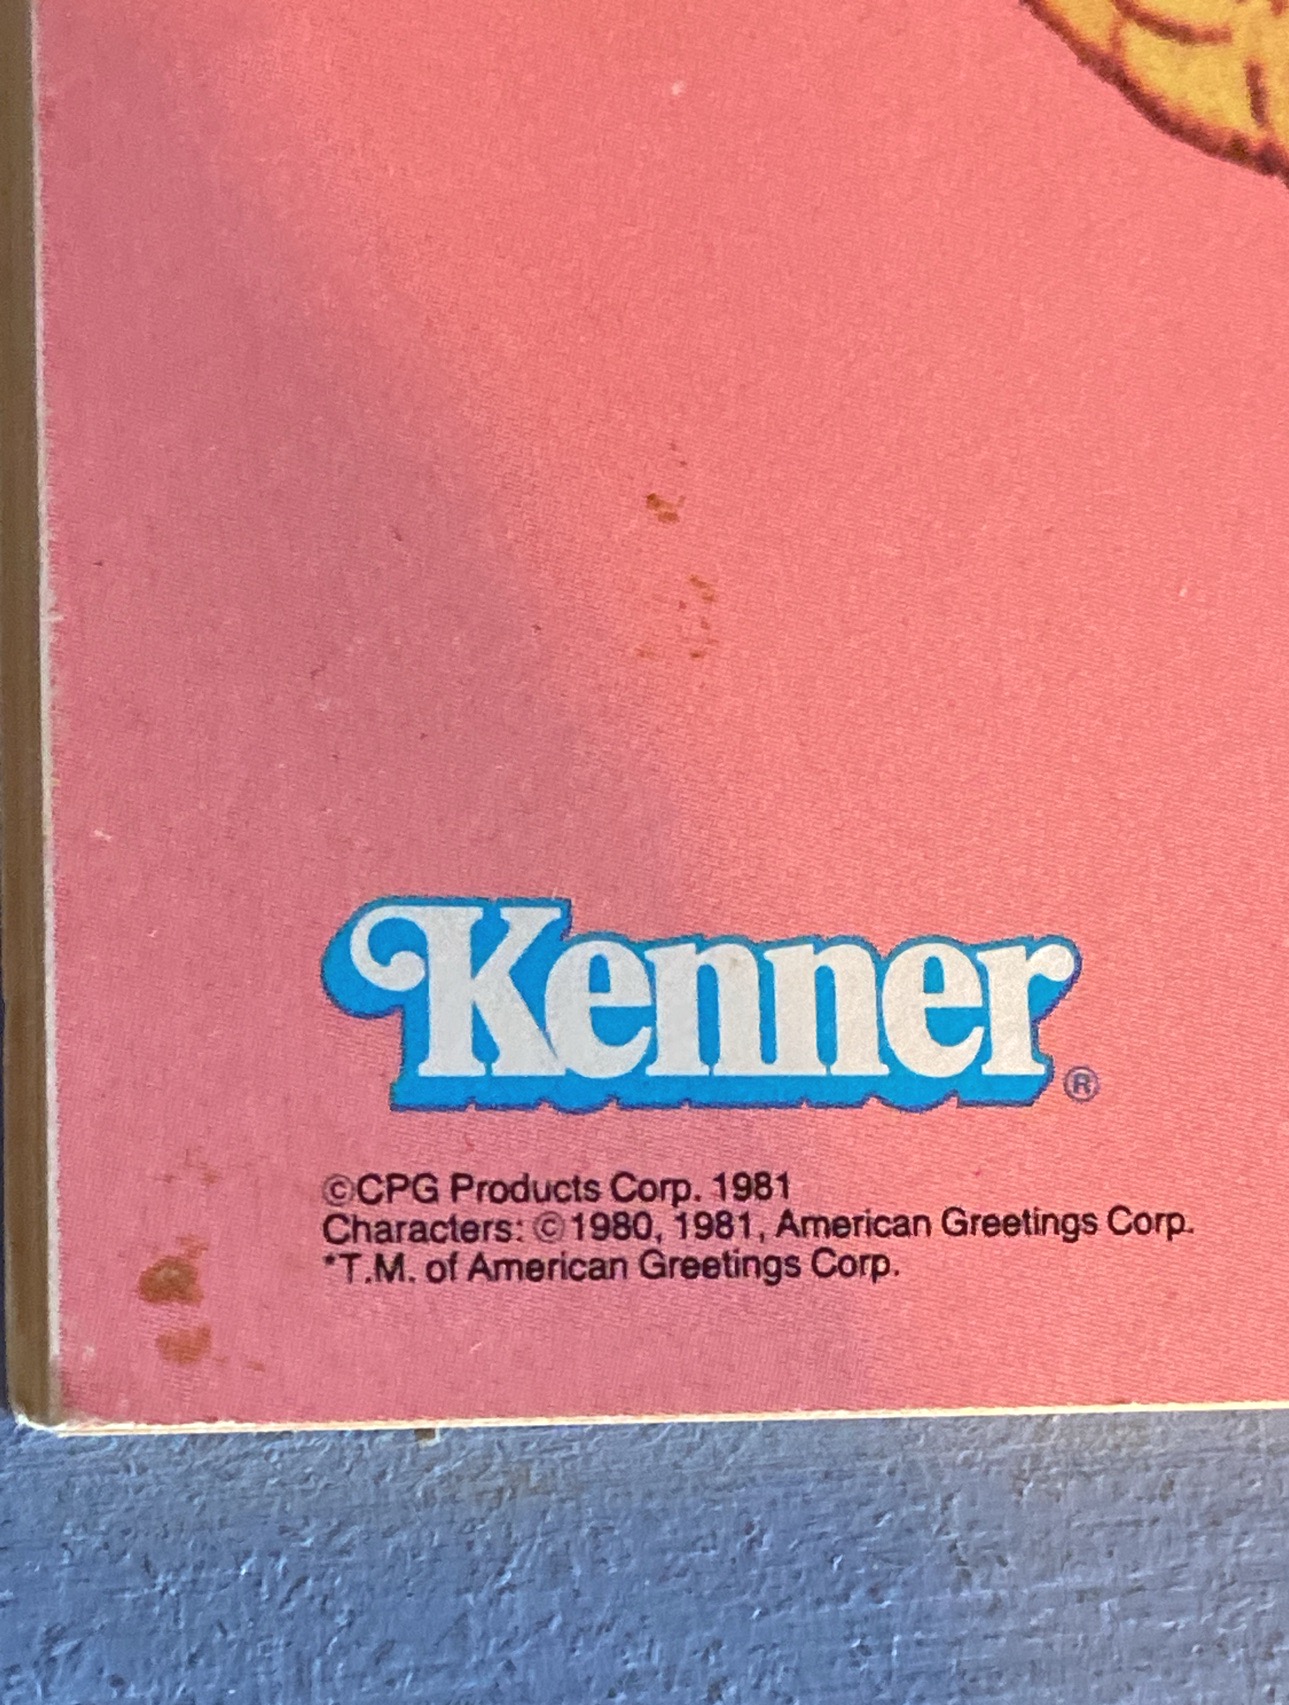 Kenner®
©CPG Products Corp. 1981
Characters: ©1980, 1981, American Greetings Corp.
*T.M. of American Greetings Corp.